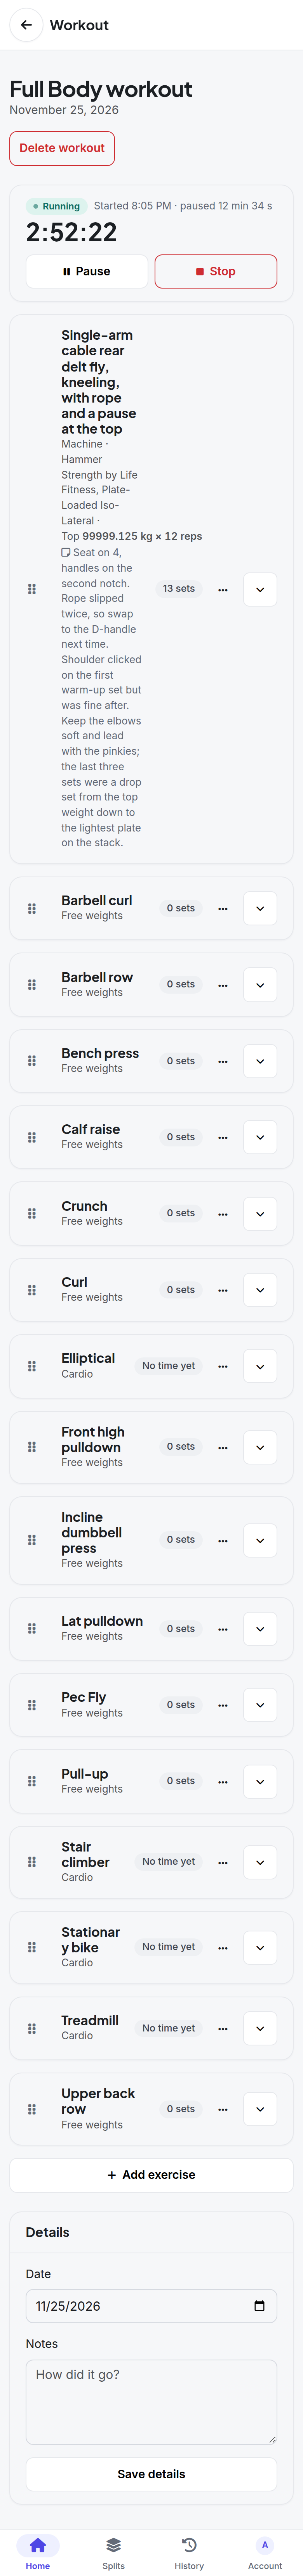 Workout
Full Body workout
November 25, 2026
Delete workout
Running Started 8:05 PM · paused 12 min 34 s
2:52:22
Pause Stop
Single-arm
cable rear
delt fly,
kneeling,
with rope
and a pause
at the top
Machine ·
Hammer
Strength by Life
Fitness, Plate-
Loaded Iso-
Lateral ·
Top 99999.125 kg × 12 reps
Seat on 4,
handles on the
second notch.
Rope slipped
twice, so swap
to the D-handle
next time.
Shoulder clicked
on the first
warm-up set but
was fine after.
Keep the elbows
soft and lead
with the pinkies;
the last three
sets were a drop
set from the top
weight down to
the lightest plate
on the stack.
13 sets
Barbell curl
Free weights
0 sets
Barbell row
Free weights
0 sets
Bench press
Free weights
0 sets
Calf raise
Free weights
0 sets
Crunch
Free weights
0 sets
Curl
Free weights
0 sets
Elliptical
Cardio
No time yet
Front high
pulldown
Free weights
0 sets
Incline
dumbbell
press
Free weights
0 sets
Lat pulldown
Free weights
0 sets
Pec Fly
Free weights
0 sets
Pull-up
Free weights
0 sets
Stair
climber
Cardio
No time yet
Stationar
y bike
Cardio
No time yet
Treadmill
Cardio
No time yet
Upper back
row
Free weights
0 sets
Add exercise
Details
Date
11/25/2026
Notes
How did it go?
Save details
A
Home Splits History Account